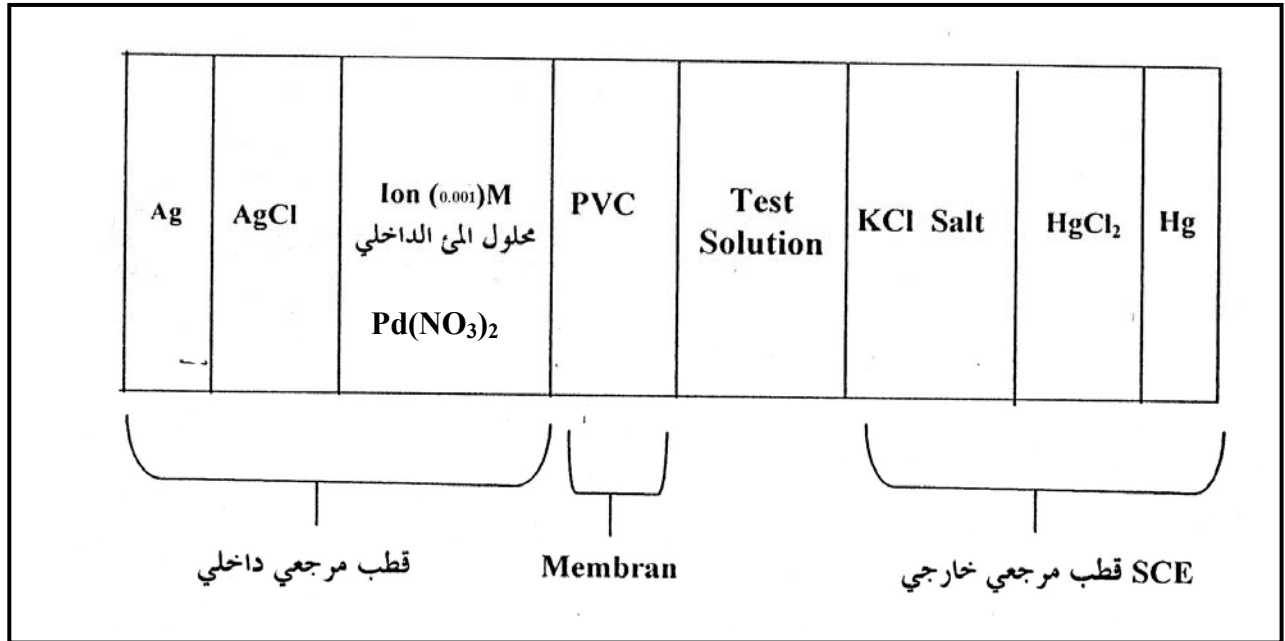 Ag
AgCl
Ion (0.001)M
محلول المئ الداخلي
Pd(NO₃)₂
PVC
Test
Solution
KCl Salt
HgCl₂
Hg
قطب مرجعي داخلي
Membran
SCE قطب مرجعي خارجي